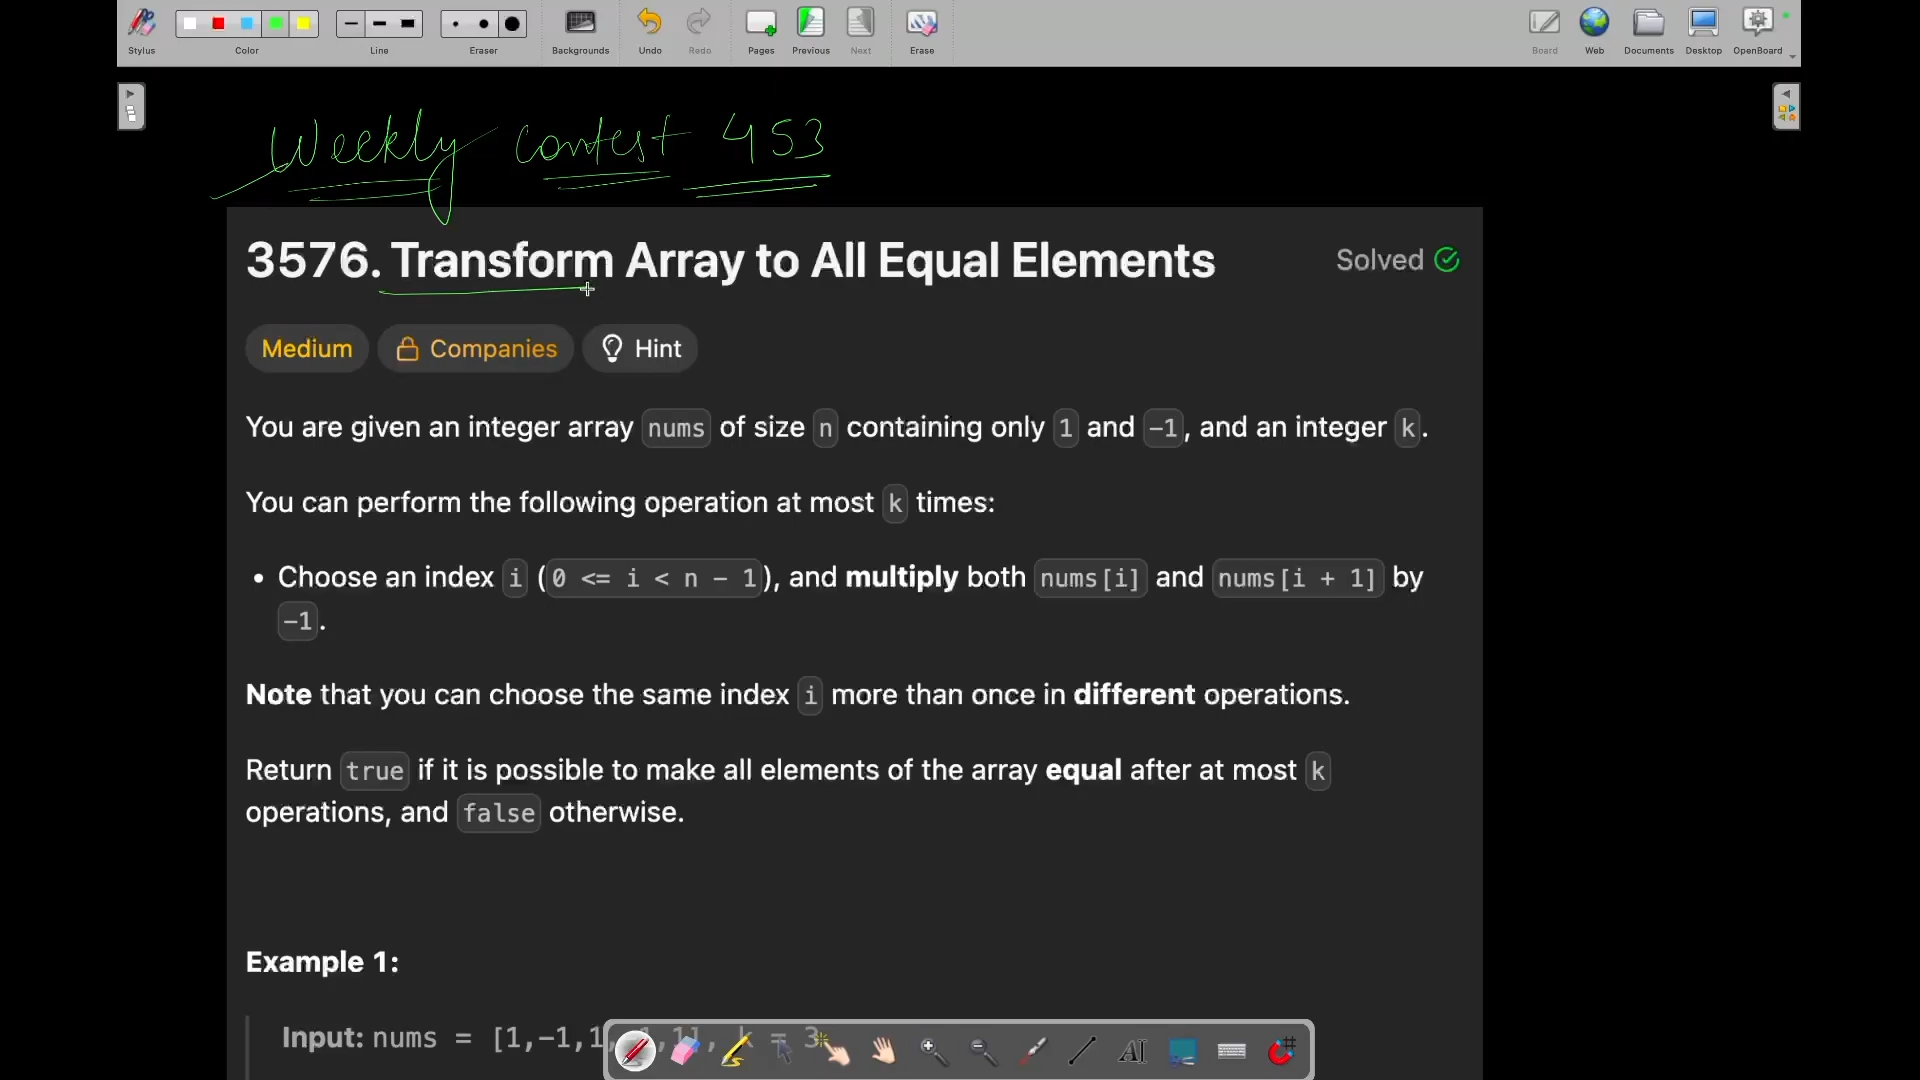 Stylus Color Line Eraser Backgrounds Undo Redo Pages Previous Next Erase Board Web Documents Desktop OpenBoard
Weekly contest 453
3576. Transform Array to All Equal Elements Solved
Medium Companies Hint
You are given an integer array nums of size n containing only 1 and -1, and an integer k.
You can perform the following operation at most k times:
• Choose an index i (0 <= i < n - 1), and multiply both nums[i] and nums[i + 1] by
-1.
Note that you can choose the same index i more than once in different operations.
Return true if it is possible to make all elements of the array equal after at most k
operations, and false otherwise.
Example 1:
Input: nums = [1,-1,1,-1,1], k = 3
AI